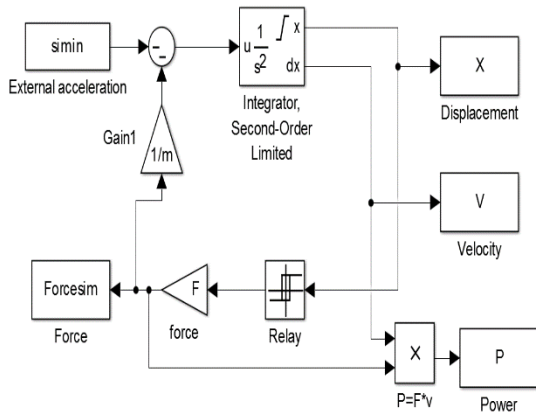 simin
External acceleration
--
Gain1
1/m
u 1/s2
x
dx
Integrator,
Second-Order
Limited
X
Displacement
V
Velocity
Forcesim
Force
F
force
Relay
X
P=F*v
P
Power